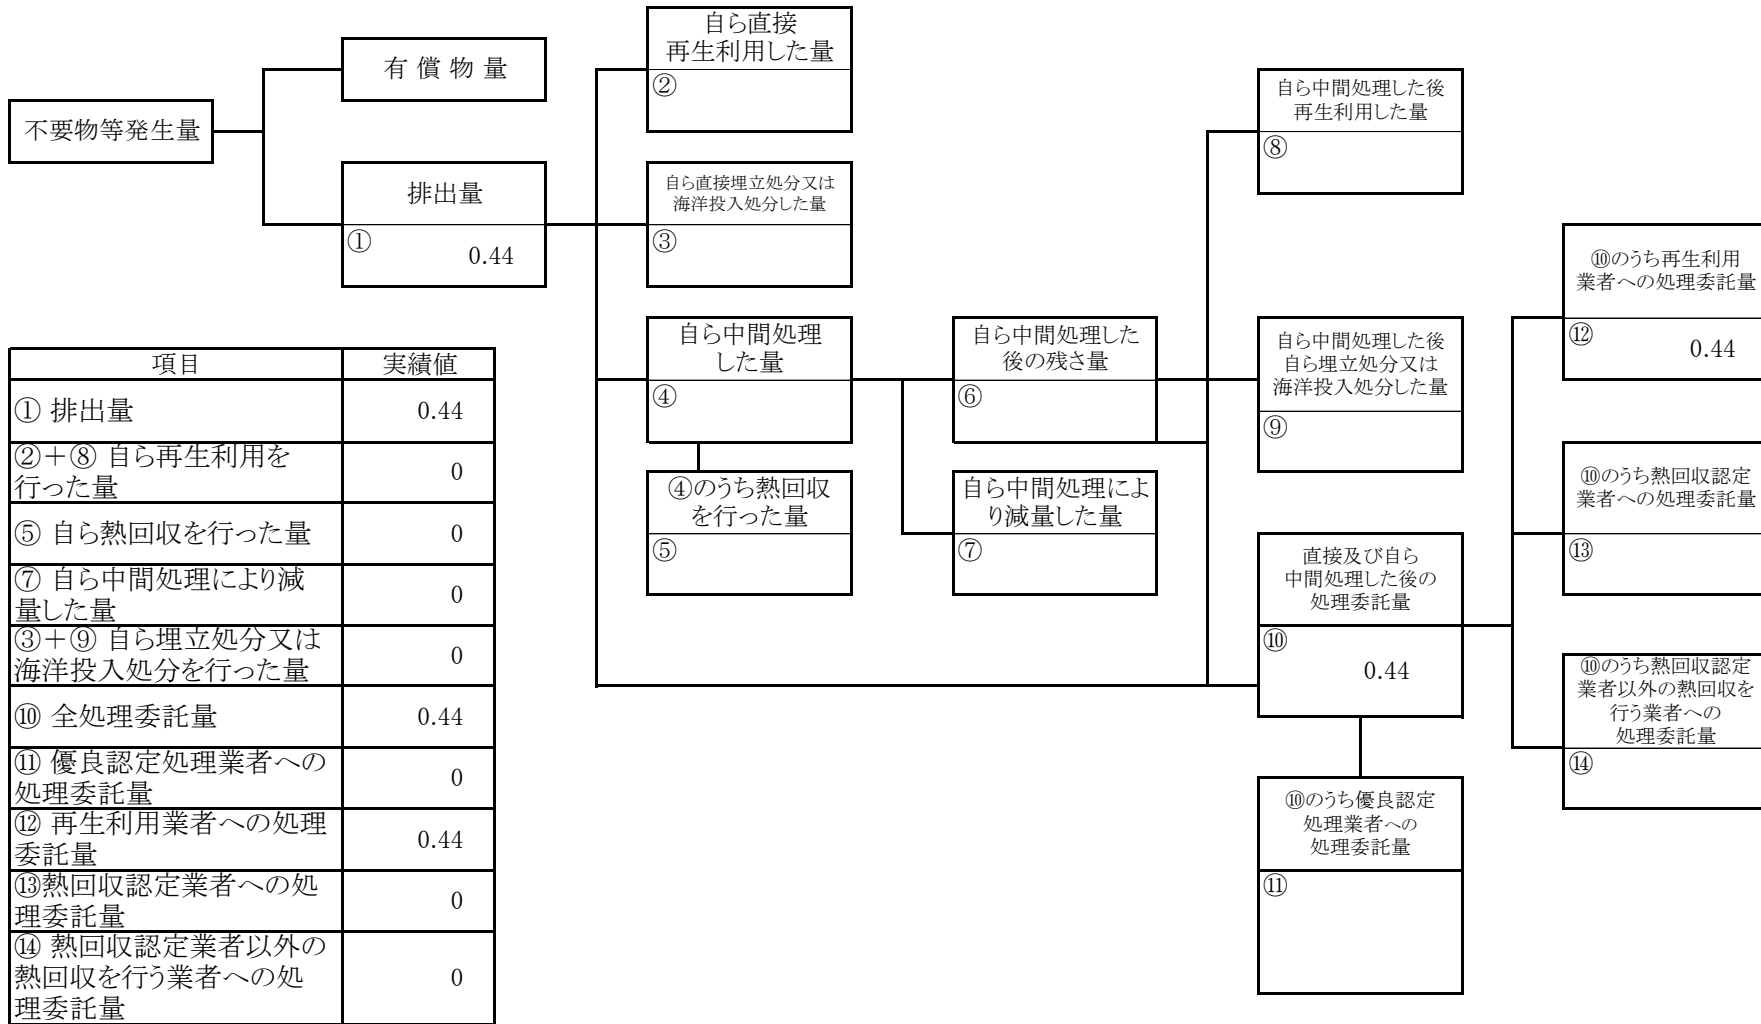 不要物等発生量
有 償 物 量
排出量
①
0.44
自ら直接
再生利用した量
②
自ら直接埋立処分又は
海洋投入処分した量
③
自ら中間処理
した量
④
④のうち熱回収
を行った量
⑤
自ら中間処理した
後の残さ量
⑥
自ら中間処理によ
り減量した量
⑦
自ら中間処理した後
再生利用した量
⑧
自ら中間処理した後
自ら埋立処分又は
海洋投入処分した量
⑨
直接及び自ら
中間処理した後の
処理委託量
⑩
0.44
⑩のうち優良認定
処理業者への
処理委託量
⑪
⑩のうち再生利用
業者への処理委託量
⑫
0.44
⑩のうち熱回収認定
業者への処理委託量
⑬
⑩のうち熱回収認定
業者以外の熱回収を
行う業者への
処理委託量
⑭
項目 実績値
① 排出量 0.44
②＋⑧ 自ら再生利用を
行った量 0
⑤ 自ら熱回収を行った量 0
⑦ 自ら中間処理により減
量した量 0
③＋⑨ 自ら埋立処分又は
海洋投入処分を行った量 0
⑩ 全処理委託量 0.44
⑪ 優良認定処理業者への
処理委託量 0
⑫ 再生利用業者への処理
委託量 0.44
⑬熱回収認定業者への処
理委託量 0
⑭ 熱回収認定業者以外の
熱回収を行う業者への処
理委託量 0